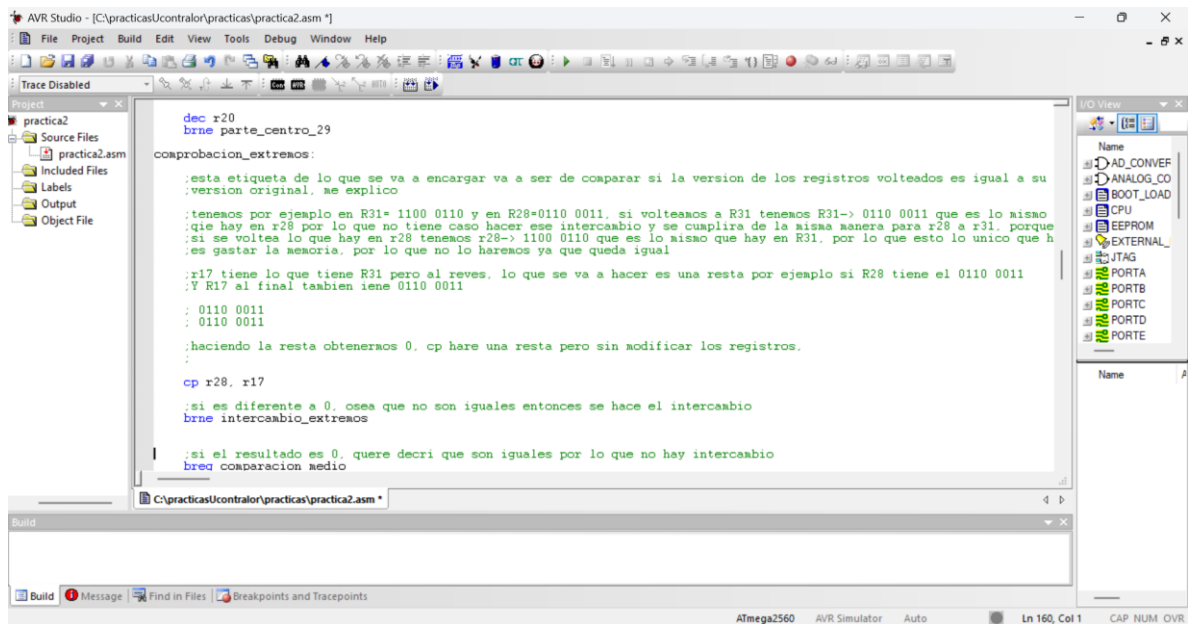 AVR Studio - [C:\practicasUcontralor\practicas\practica2.asm *]
File Project Build Edit View Tools Debug Window Help
Trace Disabled
Project
practica2
Source Files
practica2.asm
Included Files
Labels
Output
Object File
dec r20
brne parte_centro_29
comprobacion_extremos:
;esta etiqueta de lo que se va a encargar va a ser de comparar si la version de los registros volteados es igual a su
;version original, me explico
;tenemos por ejemplo en R31= 1100 0110 y en R28=0110 0011, si volteamos a R31 tenemos R31-> 0110 0011 que es lo mismo
;qie hay en r28 por lo que no tiene caso hacer ese intercambio y se cumplira de la misma manera para r28 a r31, porque
;si se voltea lo que hay en r28 tenemos r28-> 1100 0110 que es lo mismo que hay en R31, por lo que esto lo unico que h
;es gastar la memoria, por lo que no lo haremos ya que queda igual
;r17 tiene lo que tiene R31 pero al reves, lo que se va a hacer es una resta por ejemplo si R28 tiene el 0110 0011
;Y R17 al final tambien iene 0110 0011
; 0110 0011
; 0110 0011
;haciendo la resta obtenermos 0, cp hare una resta pero sin modificar los registros,
;
cp r28, r17
;si es diferente a 0, osea que no son iguales entonces se hace el intercambio
brne intercambio_extremos
;si el resultado es 0, quere decri que son iguales por lo que no hay intercambio
breq comparacion_medio
C:\practicasUcontralor\practicas\practica2.asm *
I/O View
Name
AD_CONVER
ANALOG_CO
BOOT_LOAD
CPU
EEPROM
EXTERNAL_
JTAG
PORTA
PORTB
PORTC
PORTD
PORTE
Name
Build
Build Message Find in Files Breakpoints and Tracepoints
ATmega2560 AVR Simulator Auto Ln 160, Col 1 CAP NUM OVR